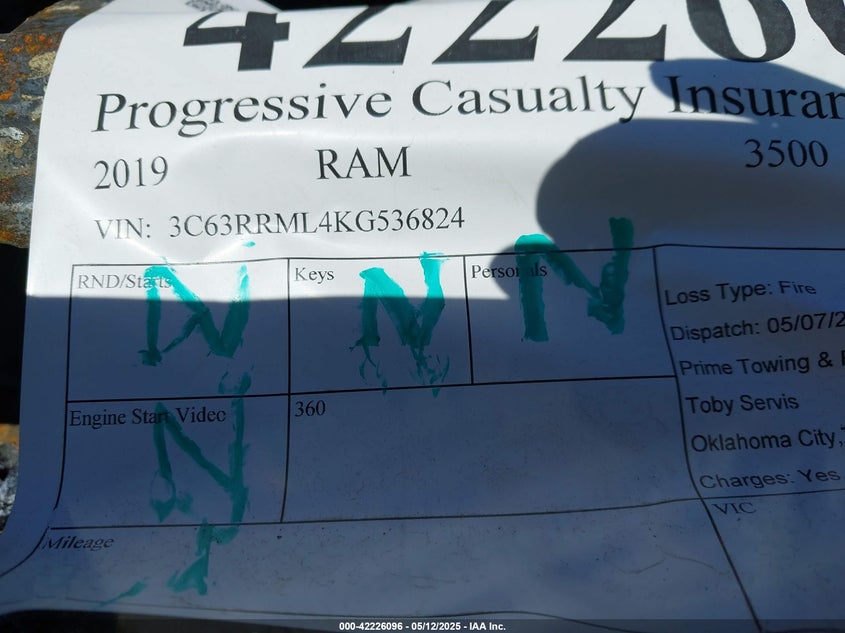 42226
Progressive Casualty Insuran
2019 RAM 3500
VIN: 3C63RRML4KG536824
RND/Starts N
Keys N
Personals N
Loss Type: Fire
Dispatch: 05/07/2
Prime Towing &
Toby Servis
Oklahoma City,
Charges: Yes
Engine Start Video N
360
Mileage
VIC
000-42226096 - 05/12/2025 - IAA Inc.